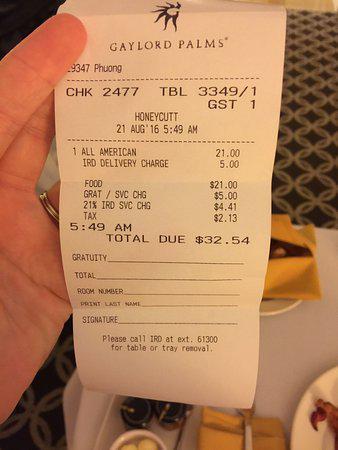 GAYLORD PALMS®
29347 Phuong
CHK 2477 TBL 3349/1
GST 1
HONEYCUTT
21 AUG'16 5:49 AM
1 ALL AMERICAN 21.00
IRD DELIVERY CHARGE 5.00
FOOD $21.00
GRAT / SVC CHG $5.00
21% IRD SVC CHG $4.41
TAX $2.13
5:49 AM
TOTAL DUE $32.54
GRATUITY
TOTAL
ROOM NUMBER
PRINT LAST NAME
SIGNATURE
Please call IRD at ext. 61300
for table or tray removal.